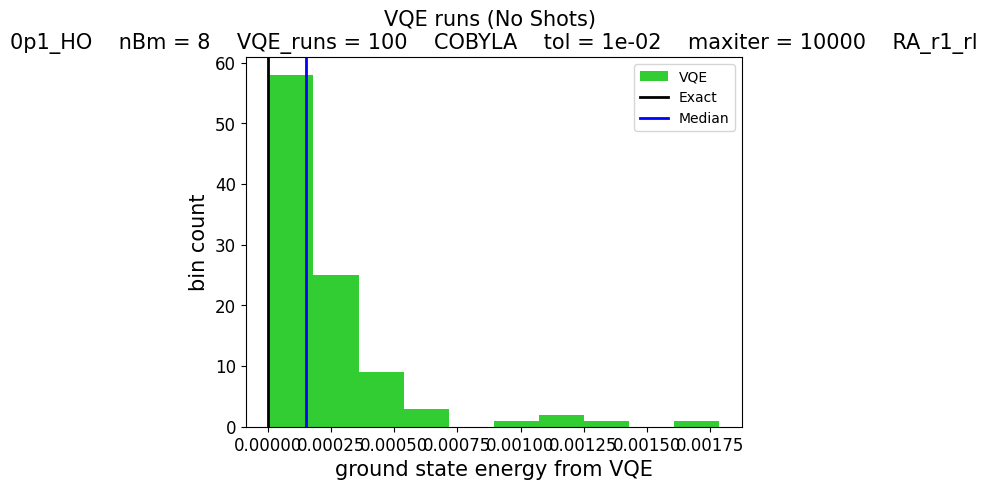 VQE runs (No Shots)
0p1_HO    nBm = 8    VQE_runs = 100    COBYLA    tol = 1e-02    maxiter = 10000    RA_r1_rl
VQE
Exact
Median
60
50
40
30
20
10
0
bin count
0.00000 0.00025 0.00050 0.00075 0.00100 0.00125 0.00150 0.00175
ground state energy from VQE